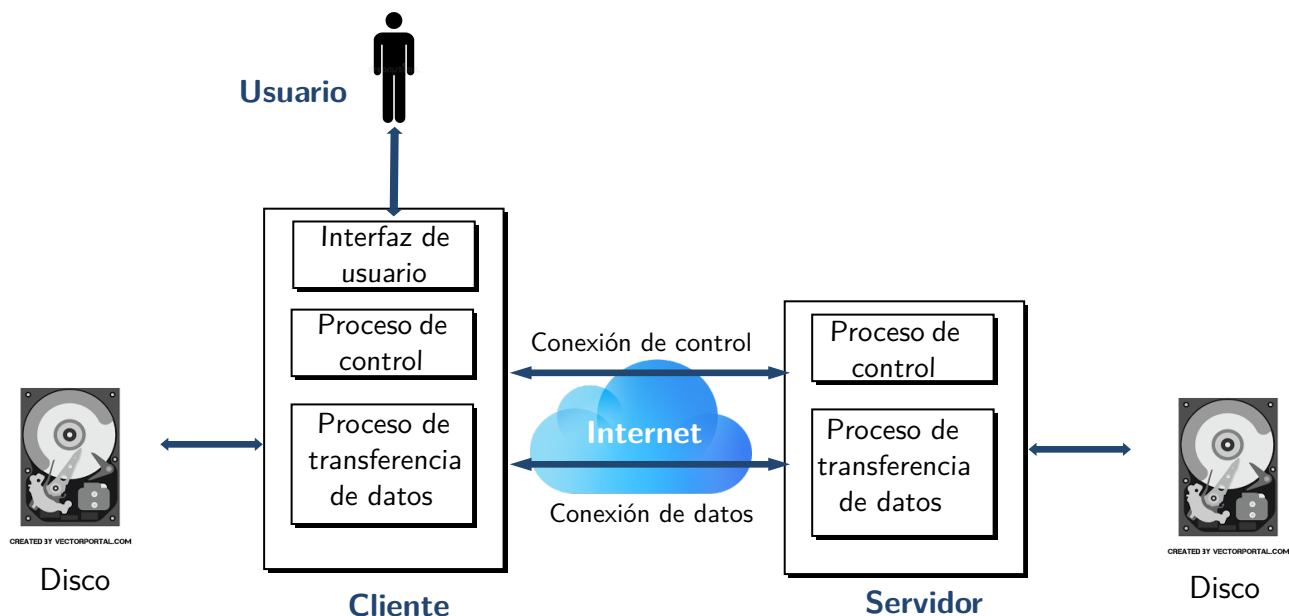 Usuario
Interfaz de
usuario
Proceso de
control
Proceso de
transferencia
de datos
Conexión de control
Internet
Conexión de datos
Proceso de
control
Proceso de
transferencia
de datos
CREATED BY VECTORPORTAL.COM
Disco
Cliente
Servidor
CREATED BY VECTORPORTAL.COM
Disco